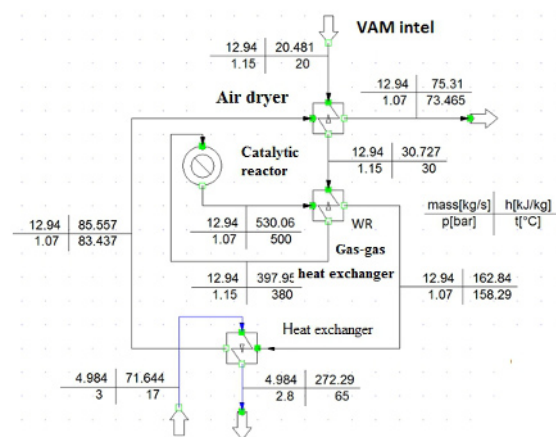 VAM intel
12.94 20.481
1.15 20
12.94 75.31
1.07 73.465
Air dryer
12.94 30.727
1.15 30
Catalytic
reactor
mass[kg/s] h[kJ/kg]
p[bar] t[°C]
12.94 530.06
1.07 500
WR
Gas-gas
heat exchanger
12.94 85.557
1.07 83.437
12.94 397.95
1.15 380
12.94 162.84
1.07 158.29
Heat exchanger
4.984 71.644
3 17
4.984 272.29
2.8 65